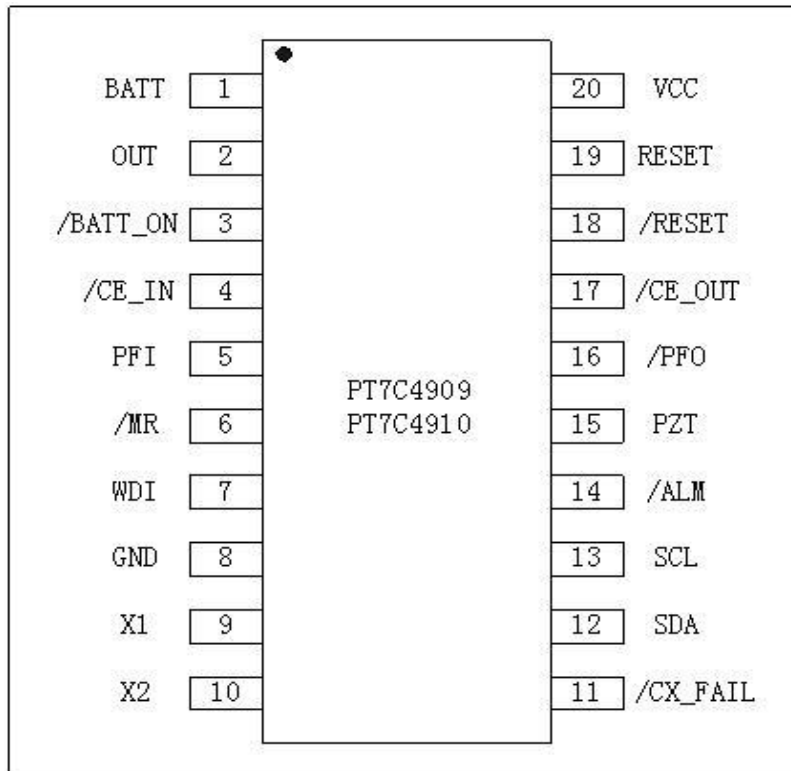 BATT 1 20 VCC
OUT 2 19 RESET
/BATT_ON 3 18 /RESET
/CE_IN 4 17 /CE_OUT
PFI 5 16 /PFO
PT7C4909
/MR 6 PT7C4910 15 PZT
WDI 7 14 /ALM
GND 8 13 SCL
X1 9 12 SDA
X2 10 11 /CX_FAIL